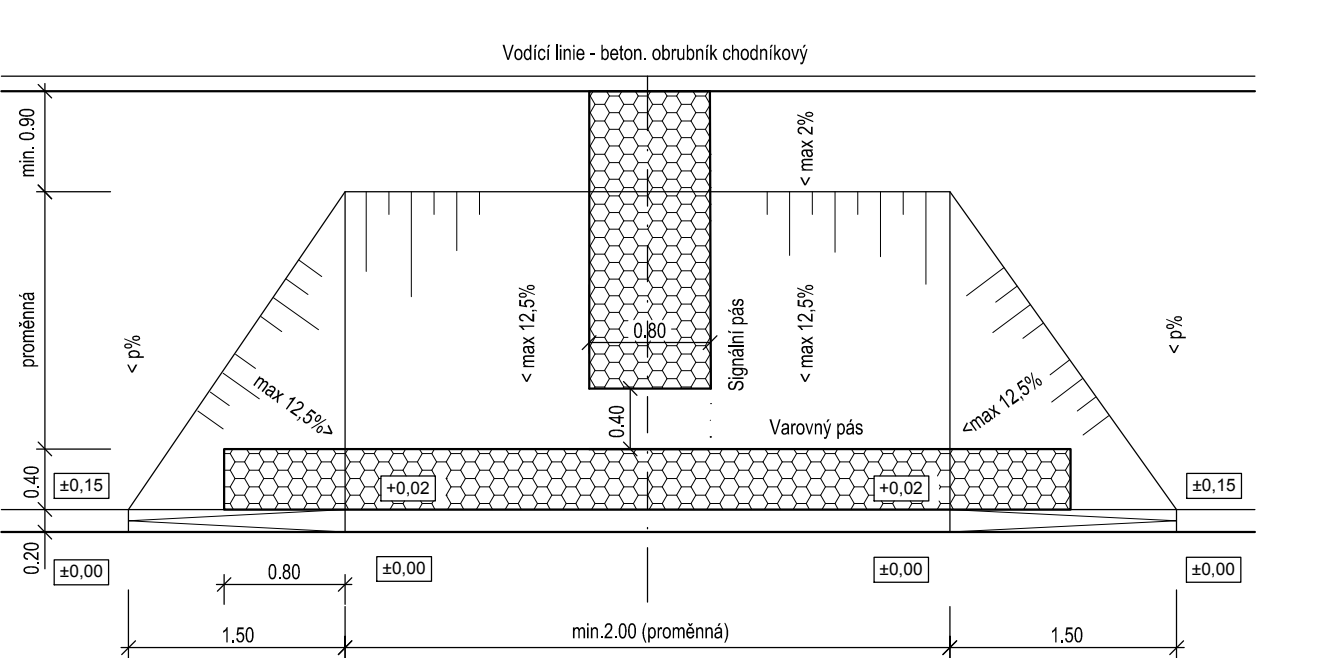 Vodící linie - beton. obrubník chodníkový
min. 0.90
< max 2%
proměnná
< p%
max 12,5%>
< max 12,5%
0.80
Signální pás
< max 12,5%
<max 12,5%
< p%
0.40
Varovný pás
0.40
±0,15
+0,02
+0,02
±0,15
0.20
±0,00
0.80
±0,00
±0,00
±0,00
1.50
min.2.00 (proměnná)
1.50